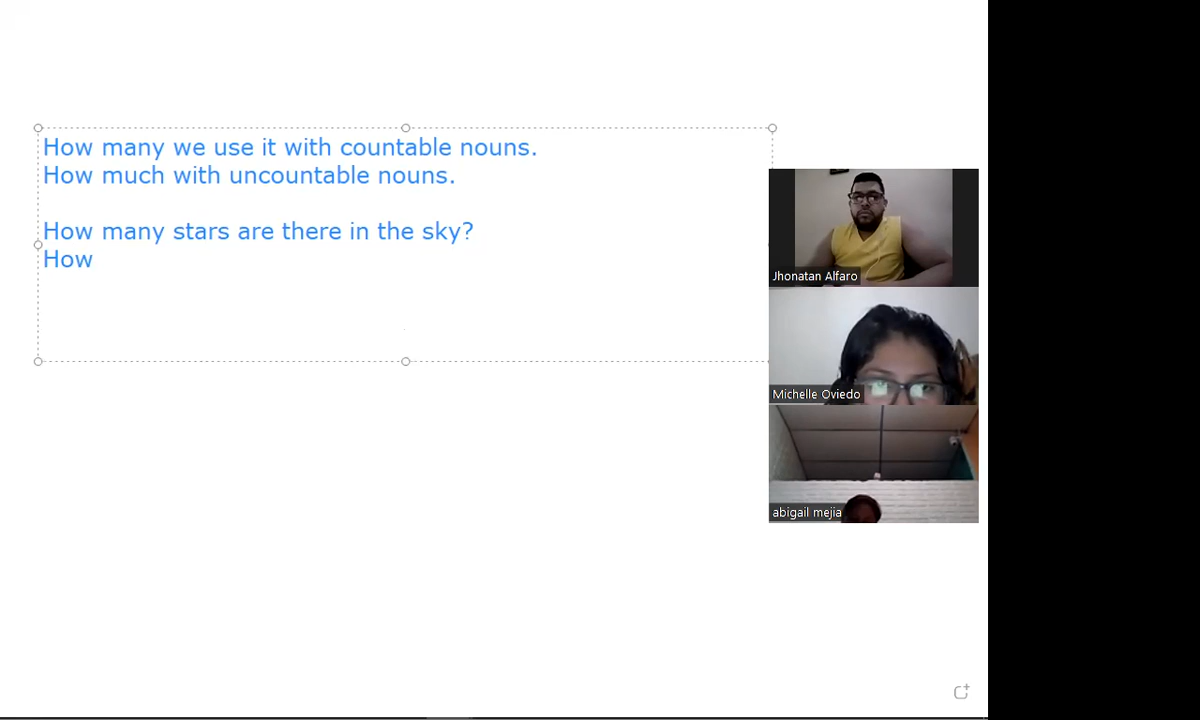 How many we use it with countable nouns.
How much with uncountable nouns.
How many stars are there in the sky?
How
Jhonatan Alfaro
Michelle Oviedo
abigail mejia